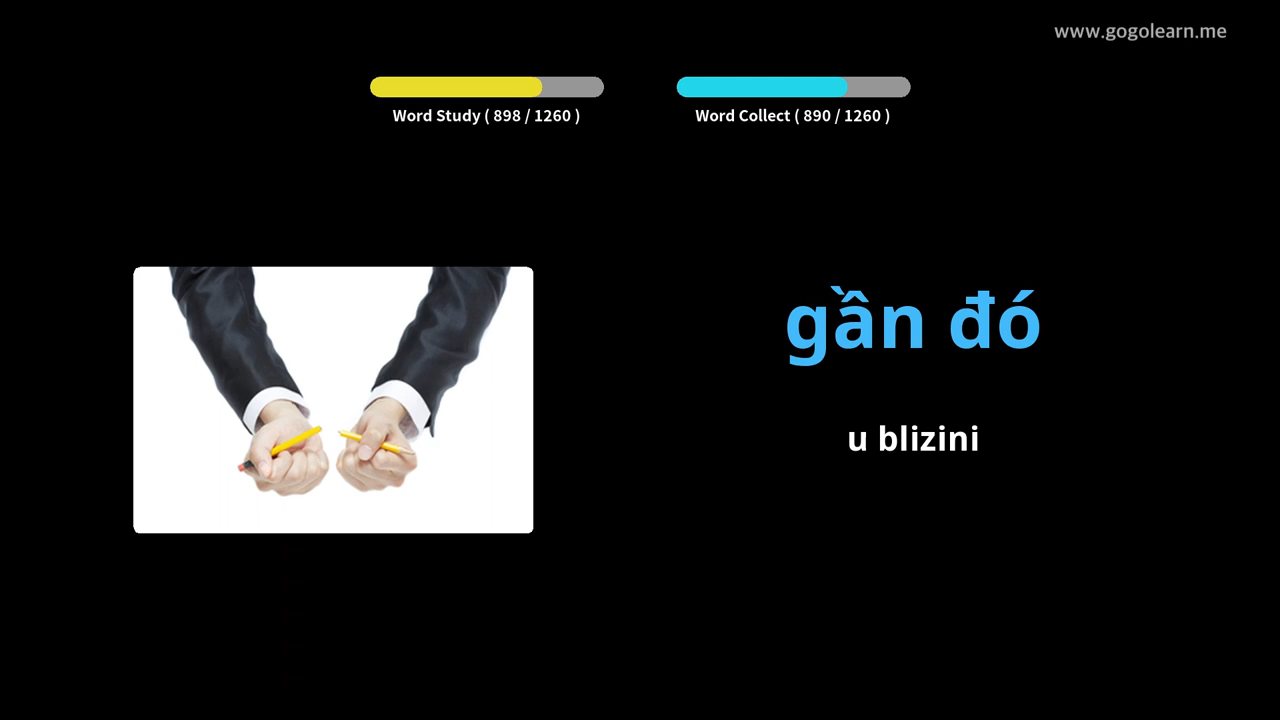 www.gogolearn.me
Word Study ( 898 / 1260 )
Word Collect ( 890 / 1260 )
gần đó
u blizini